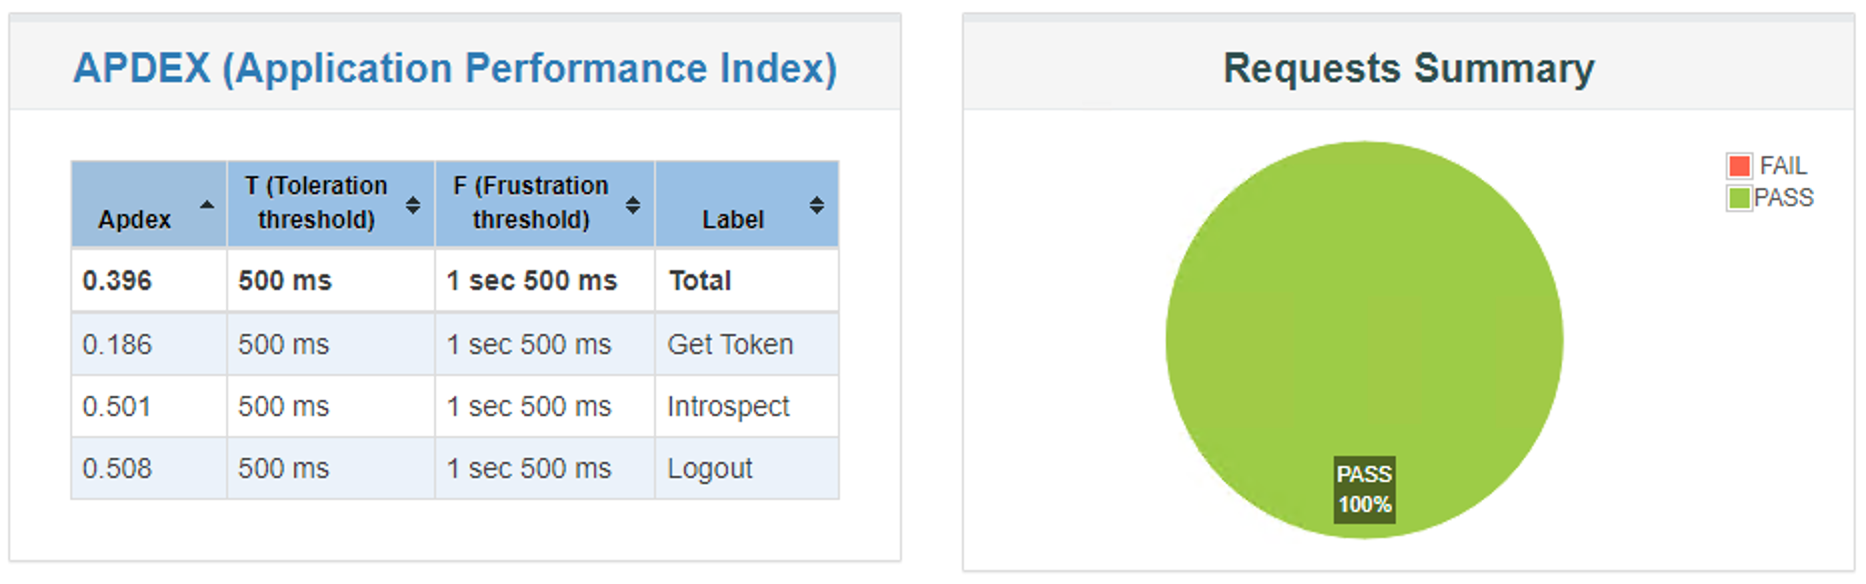 APDEX (Application Performance Index)
Apdex
T (Toleration
threshold)
F (Frustration
threshold)
Label
0.396 500 ms 1 sec 500 ms Total
0.186 500 ms 1 sec 500 ms Get Token
0.501 500 ms 1 sec 500 ms Introspect
0.508 500 ms 1 sec 500 ms Logout
Requests Summary
FAIL
PASS
PASS
100%